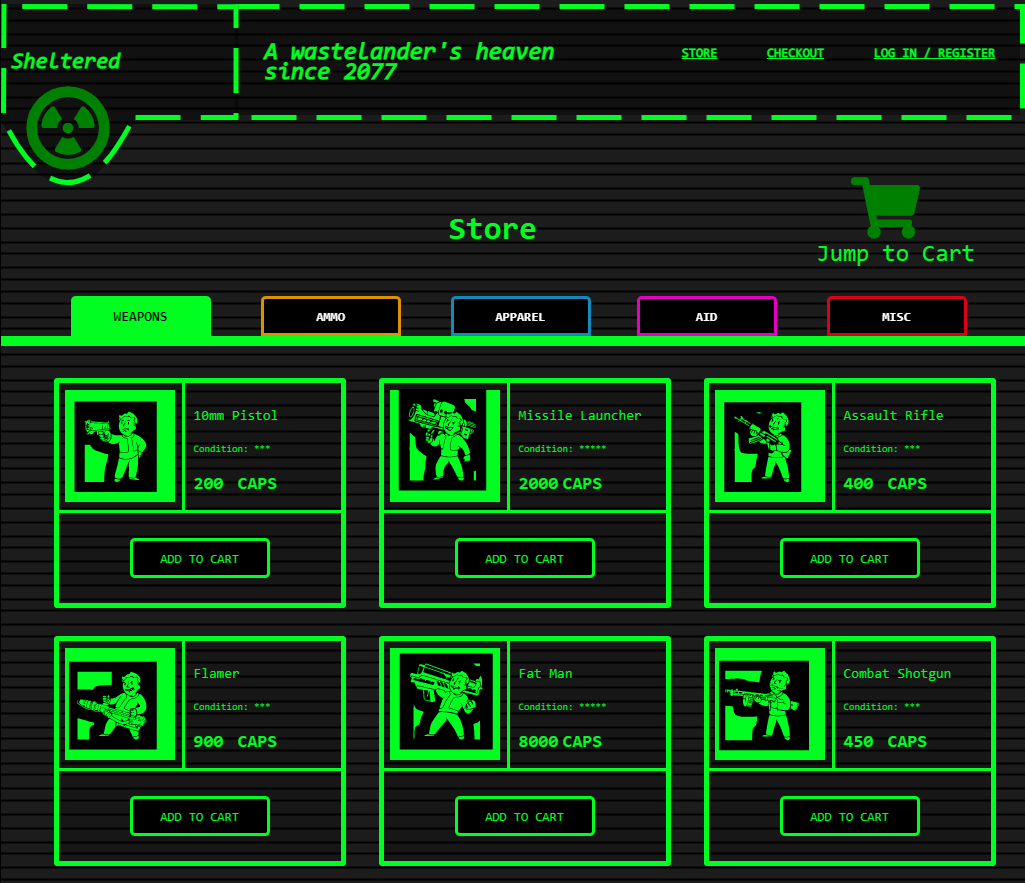 Sheltered
A wastelander's heaven
since 2077
STORE
CHECKOUT
LOG IN / REGISTER
Store
Jump to Cart
WEAPONS
AMMO
APPAREL
AID
MISC
10mm Pistol
Condition: ***
200 CAPS
ADD TO CART
Missile Launcher
Condition: *****
2000 CAPS
ADD TO CART
Assault Rifle
Condition: ***
400 CAPS
ADD TO CART
Flamer
Condition: ***
900 CAPS
ADD TO CART
Fat Man
Condition: *****
8000 CAPS
ADD TO CART
Combat Shotgun
Condition: ***
450 CAPS
ADD TO CART